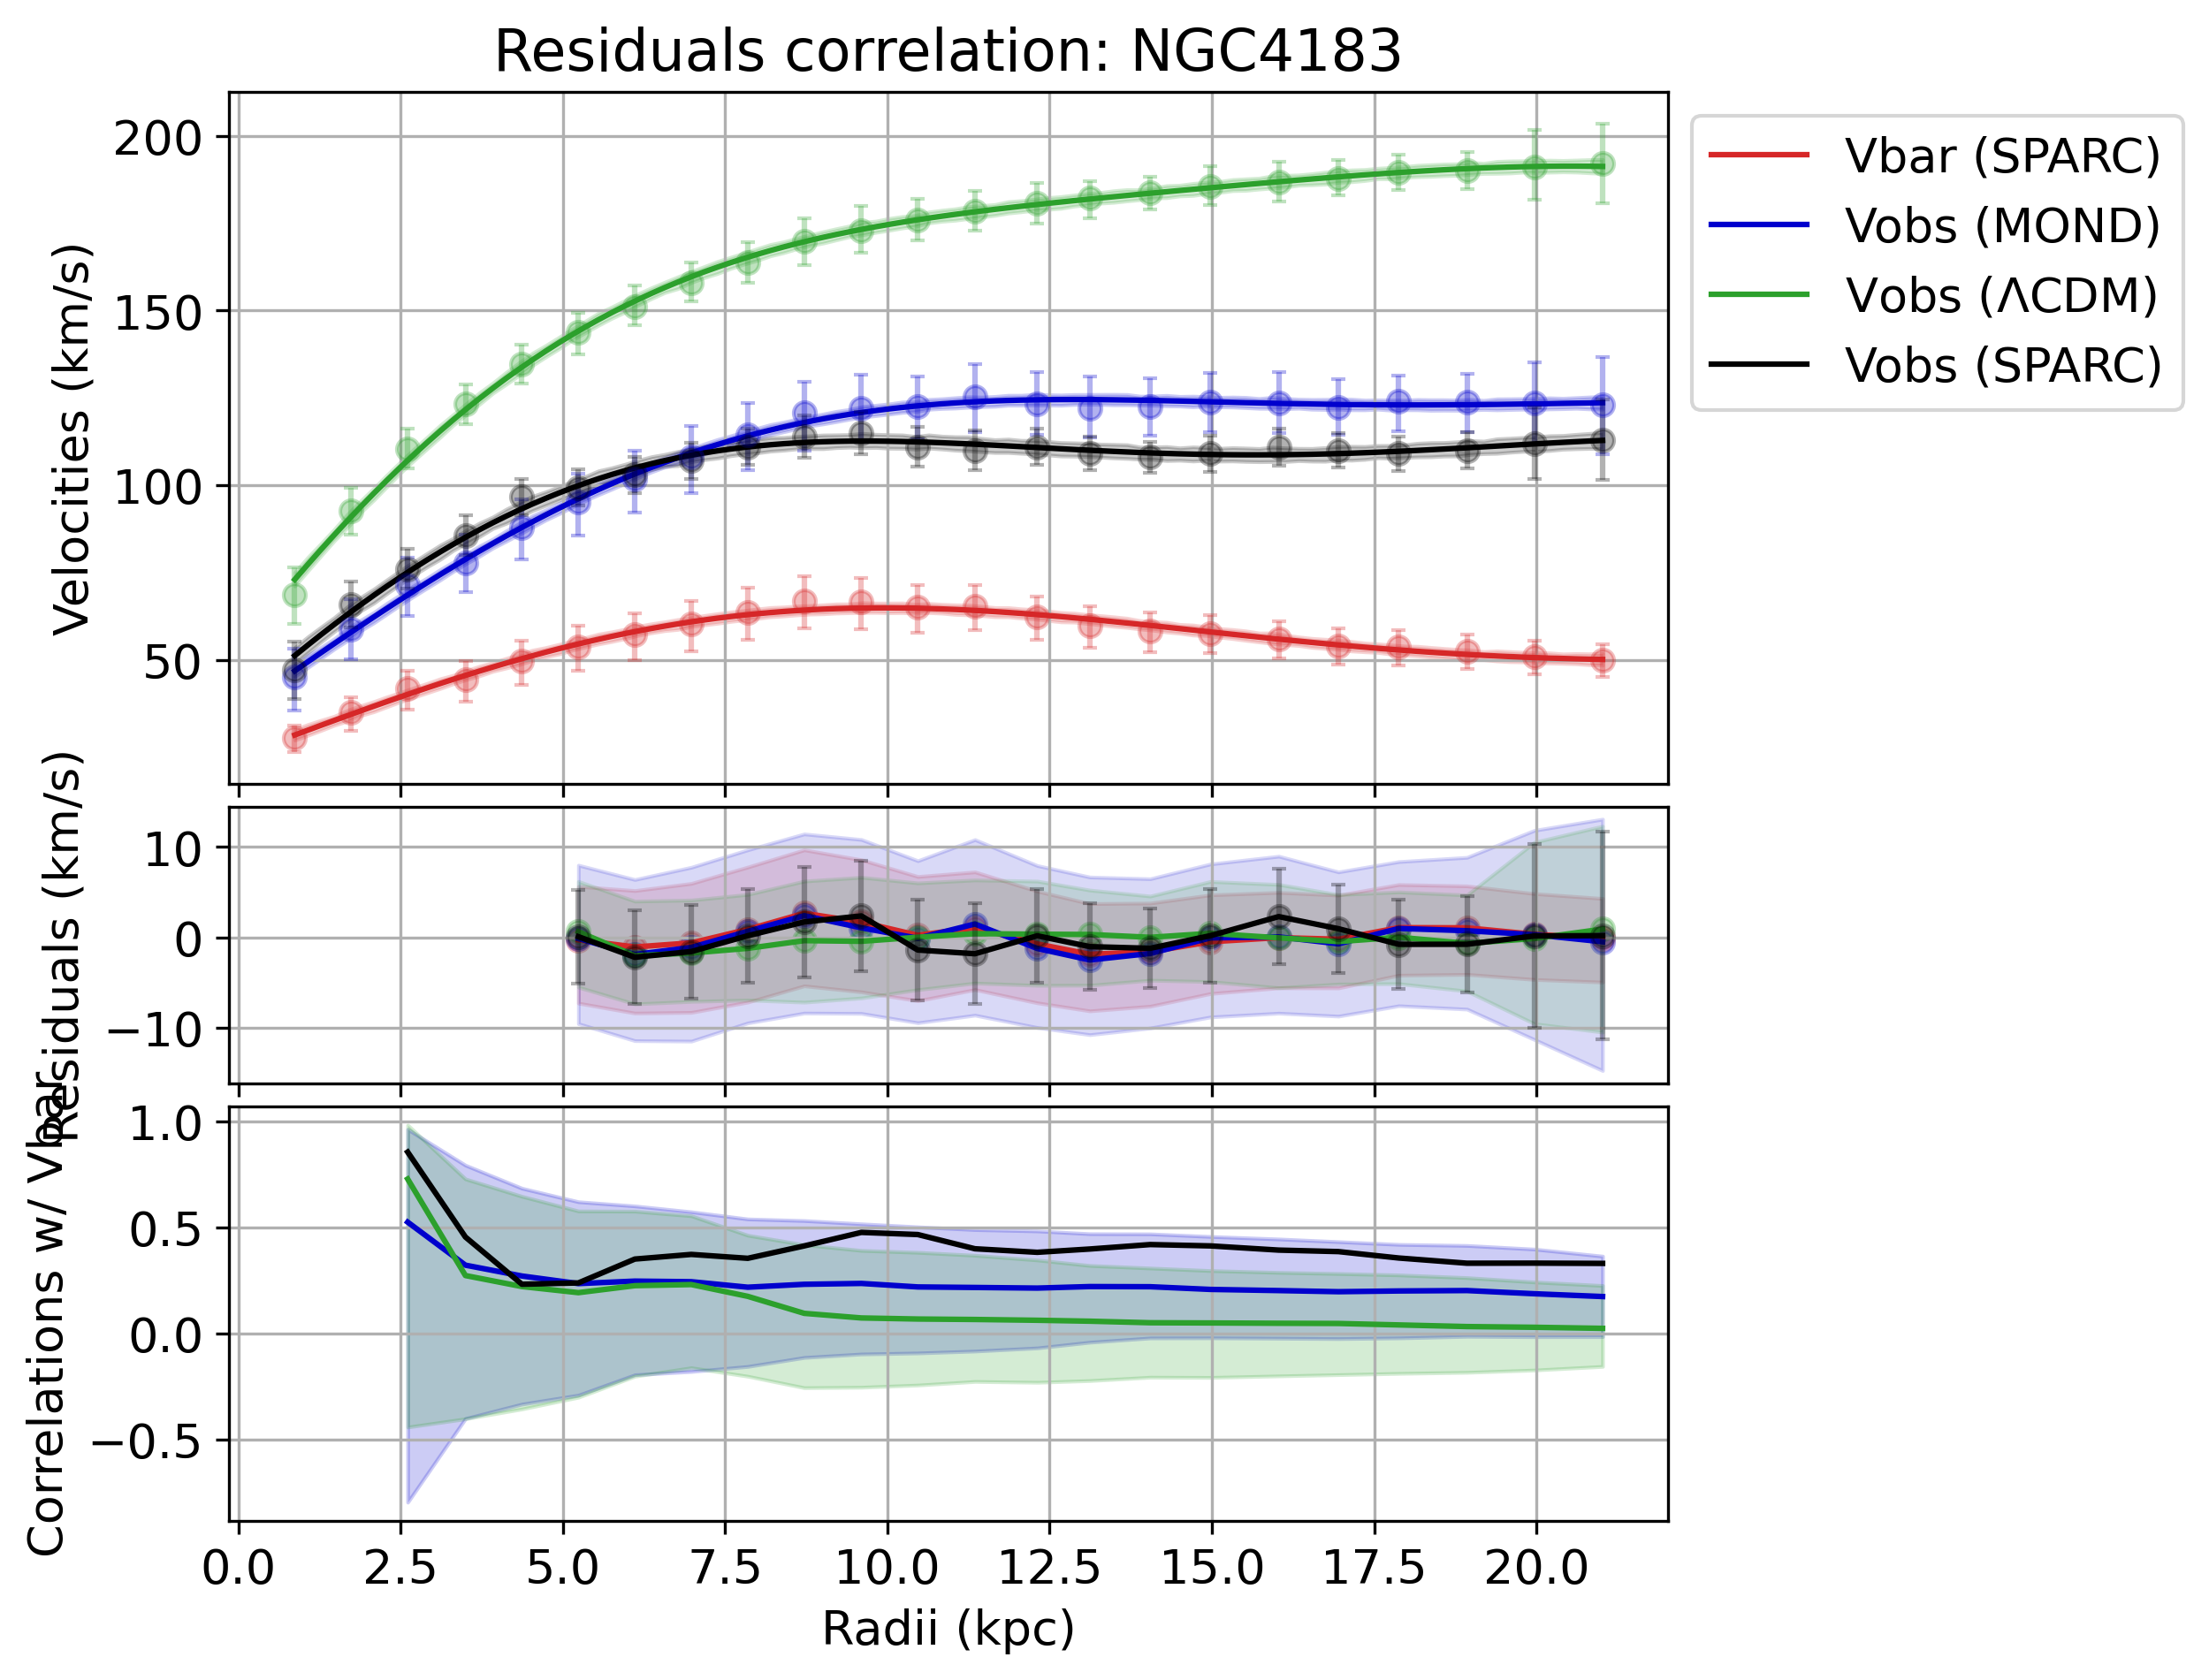 Residuals correlation: NGC4183
Velocities (km/s)
200
150
100
50
Vbar (SPARC)
Vobs (MOND)
Vobs (ΛCDM)
Vobs (SPARC)
Residuals (km/s)
10
0
−10
Correlations w/ Vbar
1.0
0.5
0.0
−0.5
0.0 2.5 5.0 7.5 10.0 12.5 15.0 17.5 20.0
Radii (kpc)